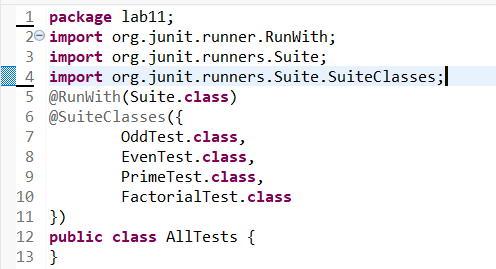 1 package lab11;
2 import org.junit.runner.RunWith;
3 import org.junit.runners.Suite;
4 import org.junit.runners.Suite.SuiteClasses;
5 @RunWith(Suite.class)
6 @SuiteClasses({
7         OddTest.class,
8         EvenTest.class,
9         PrimeTest.class,
10         FactorialTest.class
11 })
12 public class AllTests {
13 }